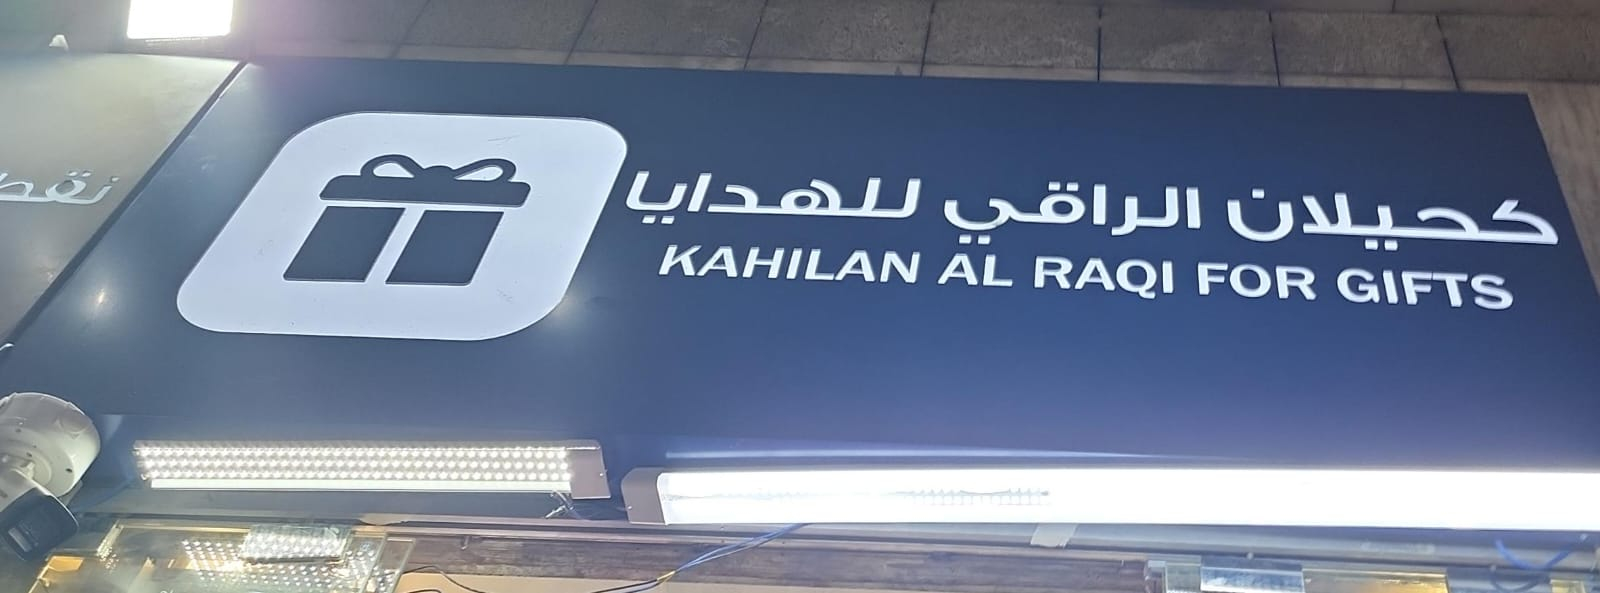 كحيلان الراقي للهدايا
KAHILAN AL RAQI FOR GIFTS